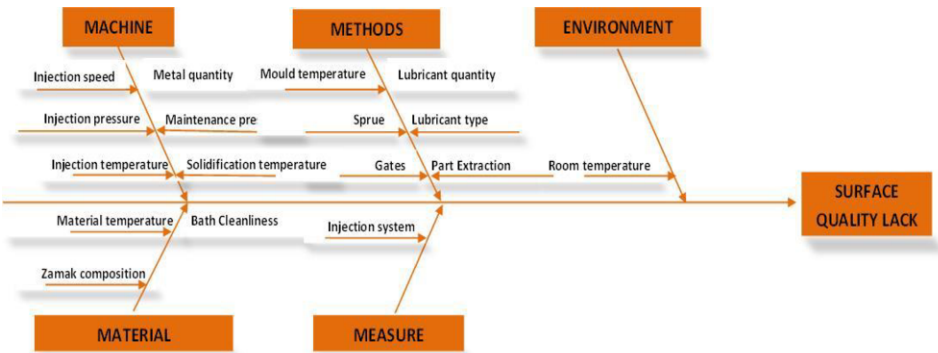 MACHINE
METHODS
ENVIRONMENT
Injection speed
Metal quantity
Mould temperature
Lubricant quantity
Injection pressure
Maintenance pre
Sprue
Lubricant type
Injection temperature
Solidification temperature
Gates
Part Extraction
Room temperature
SURFACE
QUALITY LACK
Material temperature
Bath Cleanliness
Injection system
Zamak composition
MATERIAL
MEASURE